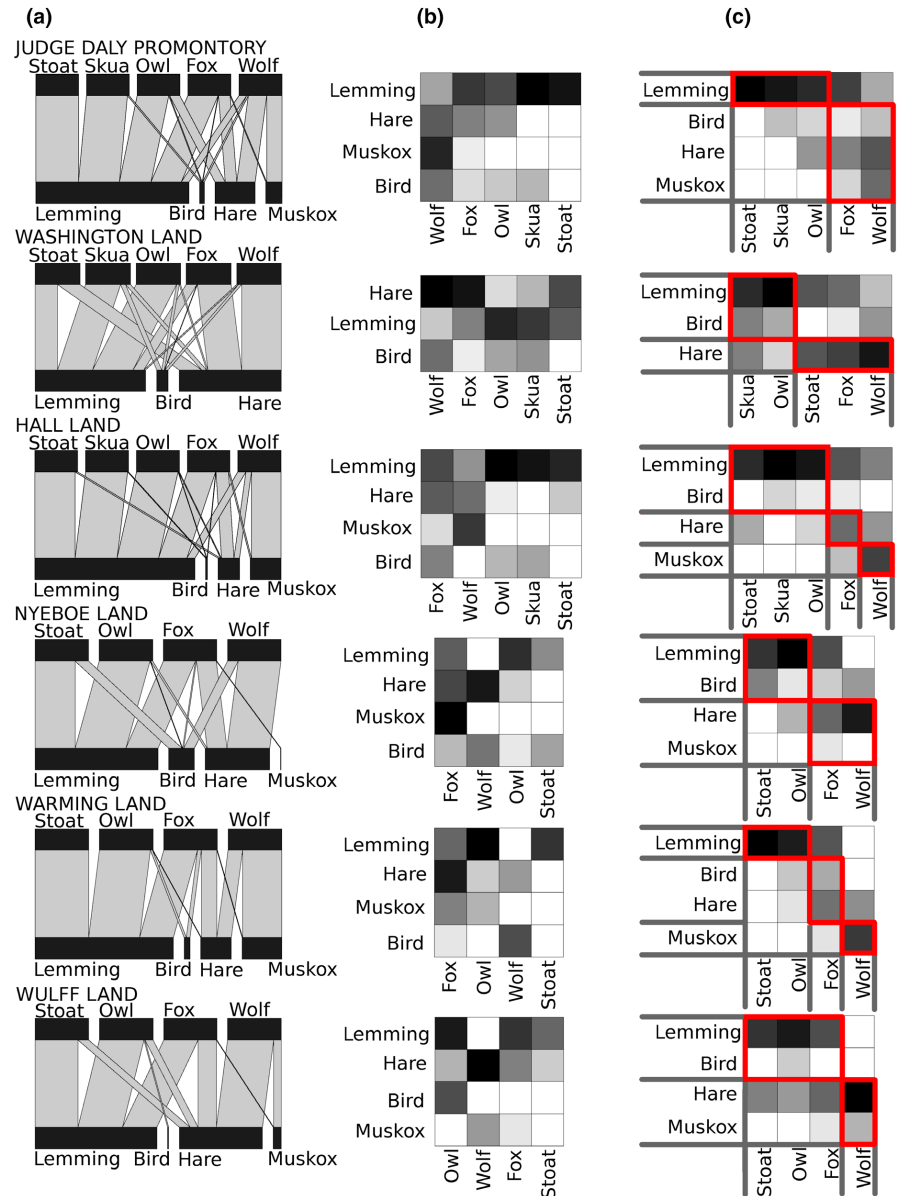 (a) (b) (c)
JUDGE DALY PROMONTORY
Stoat Skua Owl Fox Wolf
Lemming Bird Hare Muskox
Lemming
Hare
Muskox
Bird
Wolf Fox Owl Skua Stoat
Lemming
Bird
Hare
Muskox
Stoat Skua Owl Fox Wolf
WASHINGTON LAND
Stoat Skua Owl Fox Wolf
Lemming Bird Hare
Hare
Lemming
Bird
Wolf Fox Owl Skua Stoat
Lemming
Bird
Hare
Skua Owl Stoat Fox Wolf
HALL LAND
Stoat Skua Owl Fox Wolf
Lemming Bird Hare Muskox
Lemming
Hare
Muskox
Bird
Fox Wolf Owl Skua Stoat
Lemming
Bird
Hare
Muskox
Stoat Skua Owl Fox Wolf
NYEBOE LAND
Stoat Owl Fox Wolf
Lemming Bird Hare Muskox
Lemming
Hare
Muskox
Bird
Fox Wolf Owl Stoat
Lemming
Bird
Hare
Muskox
Stoat Owl Fox Wolf
WARMING LAND
Stoat Owl Fox Wolf
Lemming Bird Hare Muskox
Lemming
Hare
Muskox
Bird
Fox Owl Wolf Stoat
Lemming
Bird
Hare
Muskox
Stoat Owl Fox Wolf
WULFF LAND
Stoat Owl Fox Wolf
Lemming Bird Hare Muskox
Lemming
Hare
Bird
Muskox
Owl Wolf Fox Stoat
Lemming
Bird
Hare
Muskox
Stoat Owl Fox Wolf